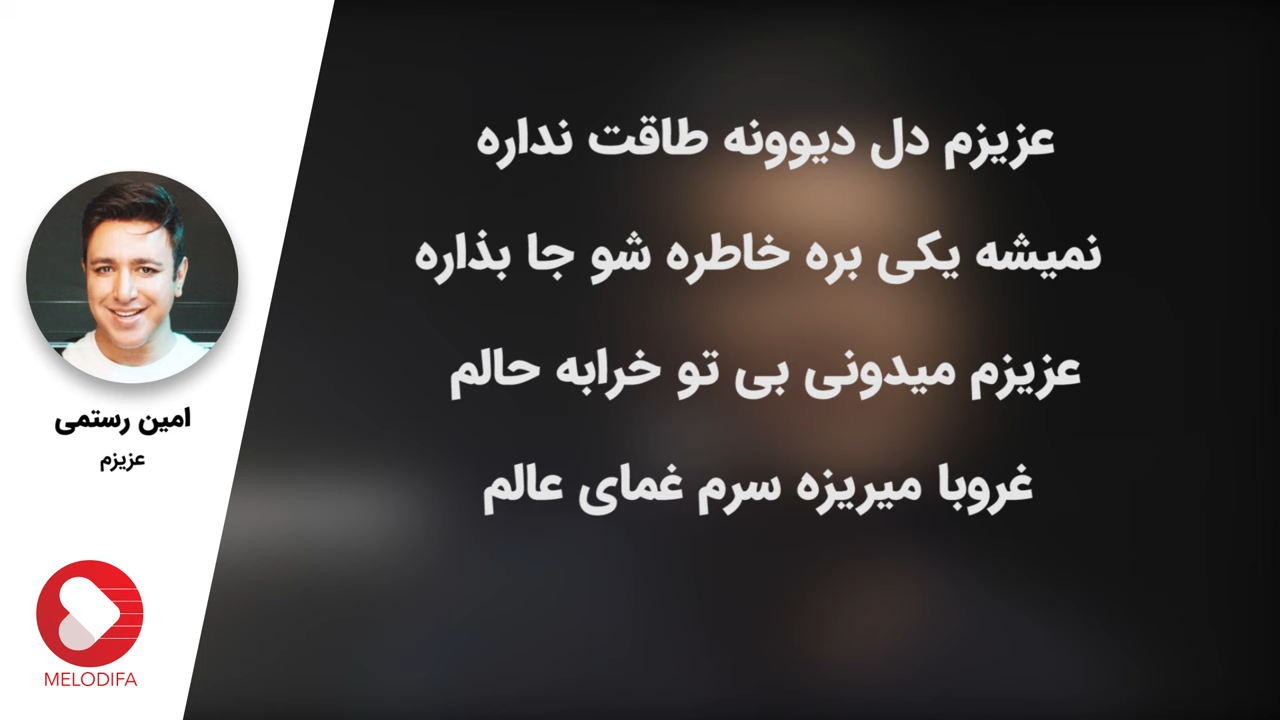 عزیزم دل دیوونه طاقت نداره
نمیشه یکی بره خاطره شو جا بذاره
عزیزم میدونی بی تو خرابه حالم
غروبا میریزه سرم غمای عالم
امین رستمی
عزیزم
MELODIFA